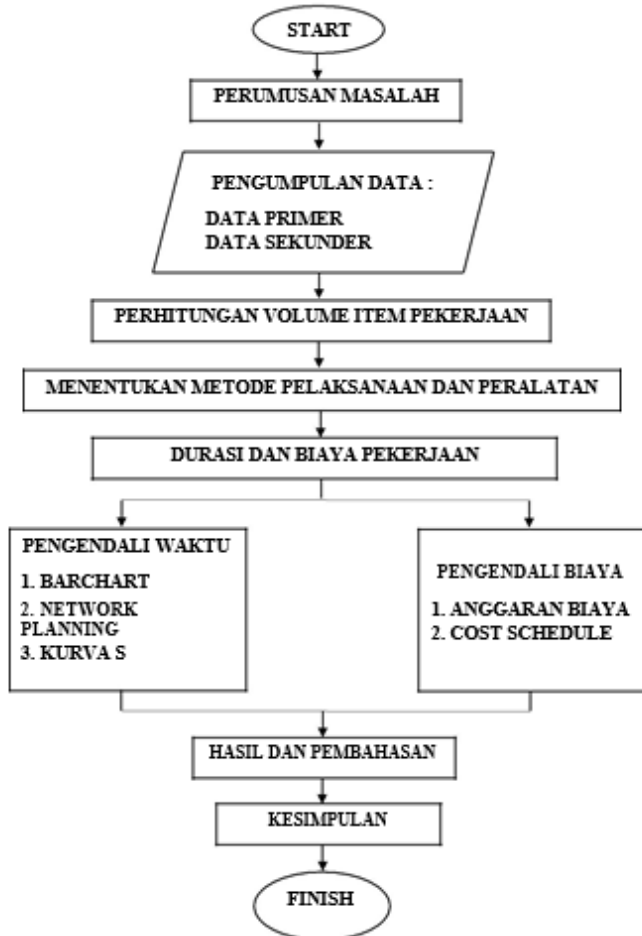 START
PERUMUSAN MASALAH
PENGUMPULAN DATA :
DATA PRIMER
DATA SEKUNDER
PERHITUNGAN VOLUME ITEM PEKERJAAN
MENENTUKAN METODE PELAKSANAAN DAN PERALATAN
DURASI DAN BIAYA PEKERJAAN
PENGENDALI WAKTU
1. BARCHART
2. NETWORK
PLANNING
3. KURVA S
PENGENDALI BIAYA
1. ANGGARAN BIAYA
2. COST SCHEDULE
HASIL DAN PEMBAHASAN
KESIMPULAN
FINISH